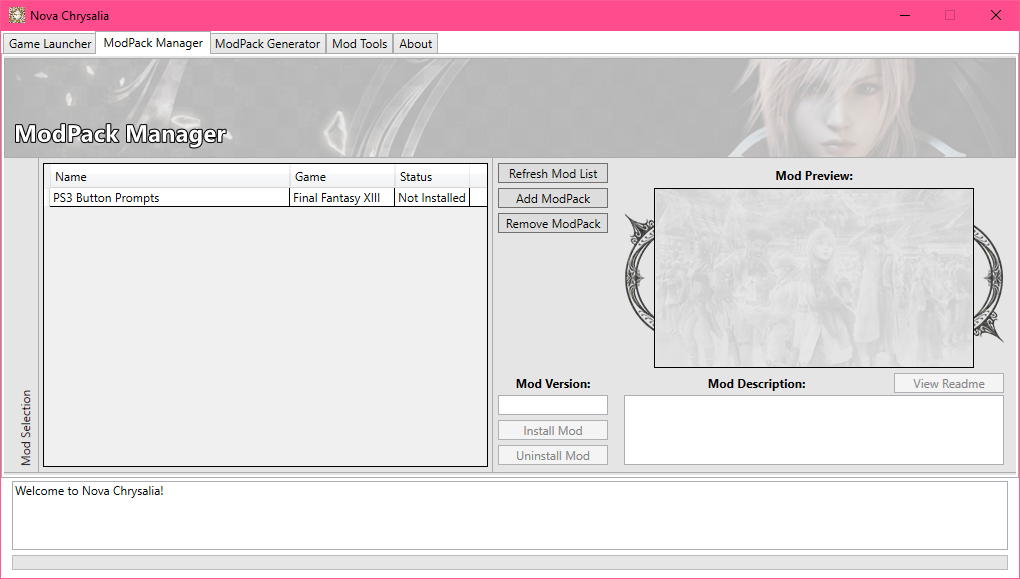 Nova Chrysalia
Game Launcher ModPack Manager ModPack Generator Mod Tools About
ModPack Manager
Mod Selection
Name Game Status
PS3 Button Prompts Final Fantasy XIII Not Installed
Refresh Mod List
Add ModPack
Remove ModPack
Mod Preview:
Mod Version:
Install Mod
Uninstall Mod
Mod Description:
View Readme
Welcome to Nova Chrysalia!